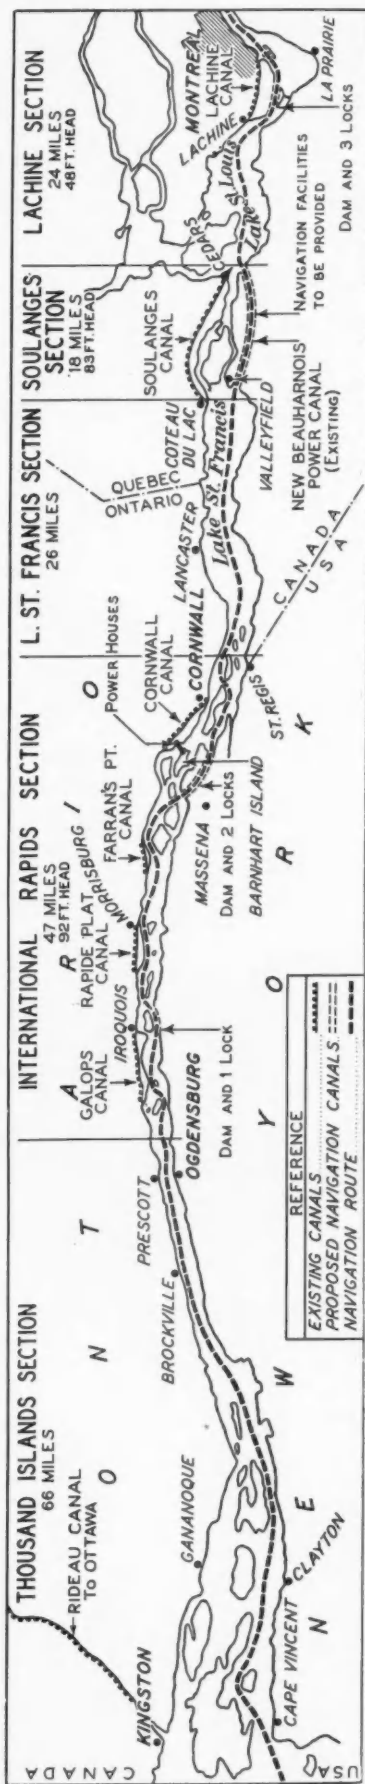 THOUSAND ISLANDS SECTION
66 MILES
INTERNATIONAL RAPIDS SECTION
47 MILES
92 FT. HEAD
L. ST. FRANCIS SECTION
26 MILES
SOULANGES
SECTION
18 MILES
83 FT. HEAD
LACHINE SECTION
24 MILES
48 FT. HEAD
CANADA
USA
RIDEAU CANAL
TO OTTAWA
KINGSTON
GANANOQUE
BROCKVILLE
PRESCOTT
OGDENSBURG
CAPE VINCENT
CLAYTON
ONTARIO
NEW YORK
GALOPS
CANAL
IROQUOIS
RAPIDE PLAT
CANAL
MORRISBURG
FARRAN'S PT.
CANAL
POWER HOUSES
CORNWALL
CANAL
CORNWALL
DAM AND 1 LOCK
MASSENA
DAM AND 2 LOCKS
BARNHART ISLAND
ST. REGIS
CANADA
USA
LANCASTER
QUEBEC
ONTARIO
Lake St. Francis
COTEAU
DU LAC
VALLEYFIELD
SOULANGES
CANAL
CEDARS
NEW BEAUHARNOIS
POWER CANAL
(EXISTING)
NAVIGATION FACILITIES
TO BE PROVIDED
Lake St. Louis
LACHINE
MONTREAL
LACHINE
CANAL
LA PRAIRIE
DAM AND 3 LOCKS
REFERENCE
EXISTING CANALS
PROPOSED NAVIGATION CANALS
NAVIGATION ROUTE